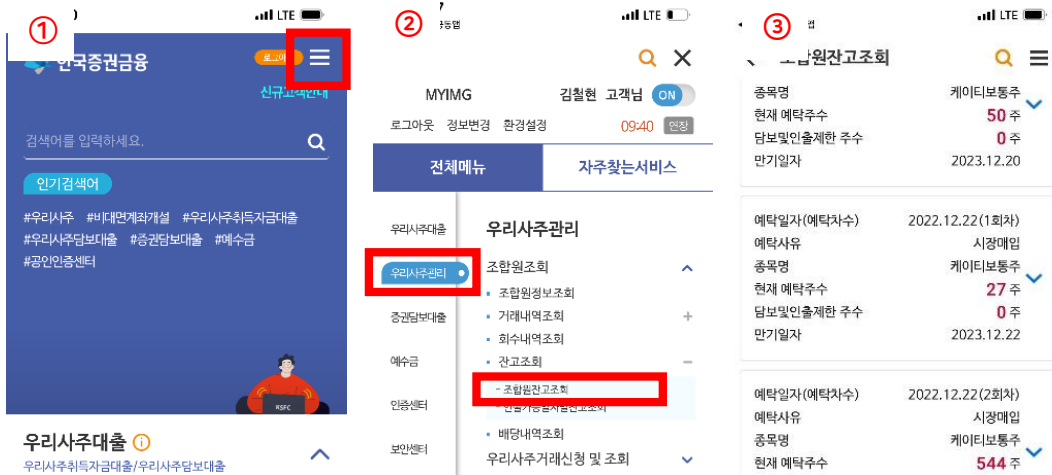 ①
LTE
한국증권금융
신규고객안내
검색어를 입력하세요.
인기검색어
#우리사주 #비대면계좌개설 #우리사주취득자금대출
#우리사주담보대출 #증권담보대출 #예수금
#공인인증센터
KSFC
우리사주대출
우리사주취득자금대출/우리사주담보대출
②
LTE
MYIMG 김철현 고객님 ON
로그아웃 정보변경 환경설정 09:40 연장
전체메뉴 자주찾는서비스
우리사주대출
우리사주관리
증권담보대출
예수금
인증센터
보안센터
우리사주관리
조합원조회
조합원정보조회
거래내역조회
회수내역조회
잔고조회
- 조합원잔고조회
배당내역조회
우리사주거래신청 및 조회
③
LTE
조합원잔고조회
종목명 케이티보통주
현재 예탁주수 50 주
담보및인출제한 주수 0 주
만기일자 2023.12.20
예탁일자(예탁차수) 2022.12.22(1회차)
예탁사유 시장매입
종목명 케이티보통주
현재 예탁주수 27 주
담보및인출제한 주수 0 주
만기일자 2023.12.22
예탁일자(예탁차수) 2022.12.22(2회차)
예탁사유 시장매입
종목명 케이티보통주
현재 예탁주수 544 주